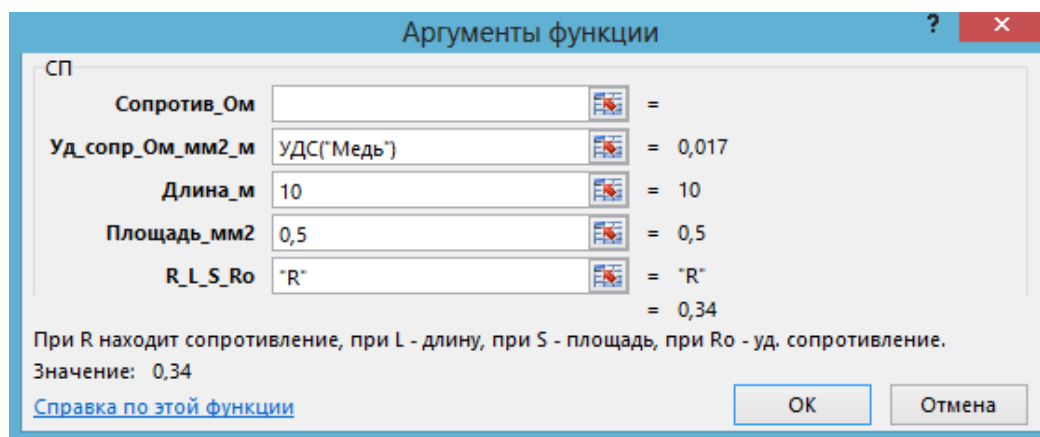 Аргументы функции ? ×
СП
Сопротив_Ом =
Уд_сопр_Ом_мм2_м УДС("Медь") = 0,017
Длина_м 10 = 10
Площадь_мм2 0,5 = 0,5
R_L_S_Ro "R" = "R"
= 0,34
При R находит сопротивление, при L - длину, при S - площадь, при Ro - уд. сопротивление.
Значение: 0,34
Справка по этой функции ОК Отмена